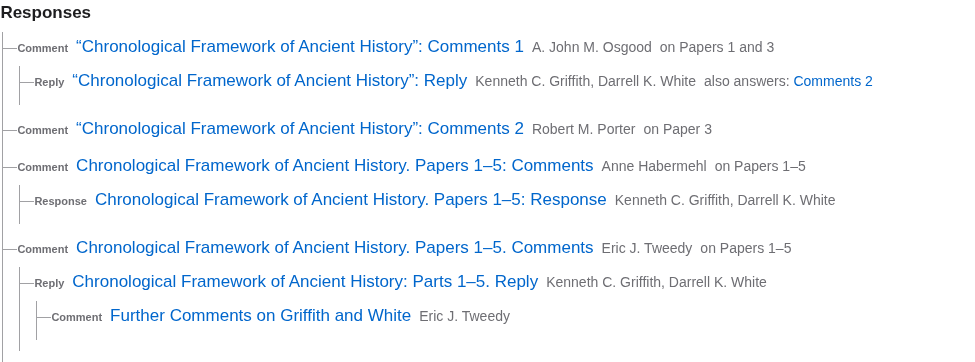 Responses
Comment “Chronological Framework of Ancient History”: Comments 1 A. John M. Osgood on Papers 1 and 3
Reply “Chronological Framework of Ancient History”: Reply Kenneth C. Griffith, Darrell K. White also answers: Comments 2
Comment “Chronological Framework of Ancient History”: Comments 2 Robert M. Porter on Paper 3
Comment Chronological Framework of Ancient History. Papers 1–5: Comments Anne Habermehl on Papers 1–5
Response Chronological Framework of Ancient History. Papers 1–5: Response Kenneth C. Griffith, Darrell K. White
Comment Chronological Framework of Ancient History. Papers 1–5. Comments Eric J. Tweedy on Papers 1–5
Reply Chronological Framework of Ancient History: Parts 1–5. Reply Kenneth C. Griffith, Darrell K. White
Comment Further Comments on Griffith and White Eric J. Tweedy